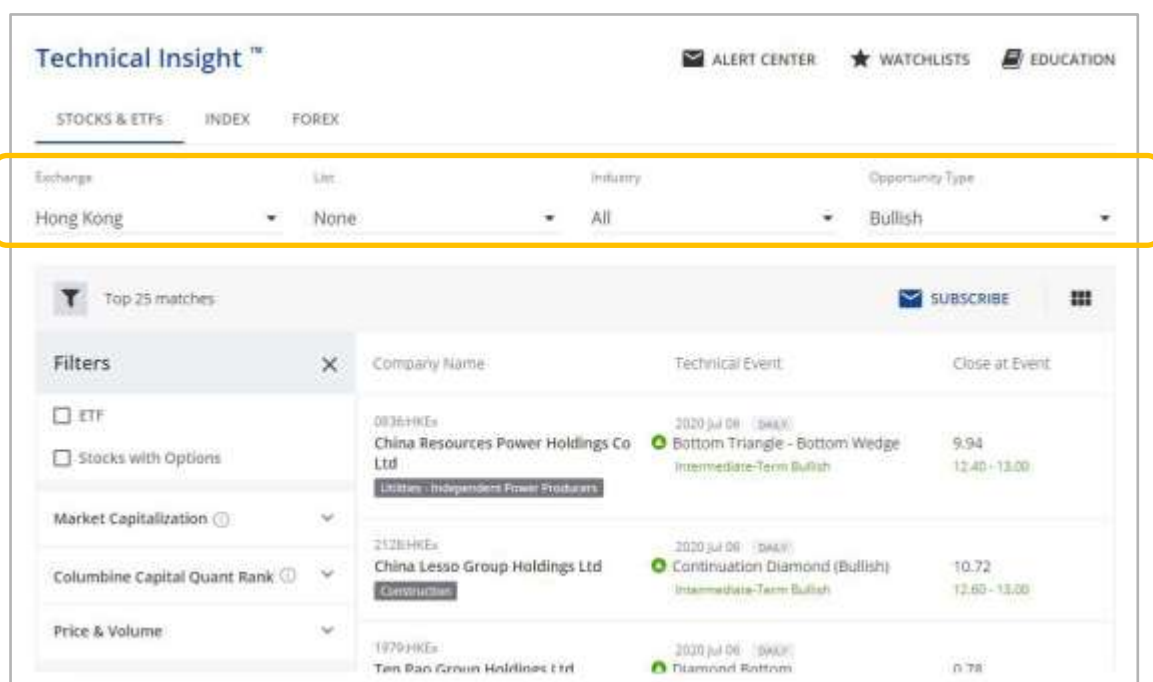 Technical Insight ™
ALERT CENTER WATCHLISTS EDUCATION
STOCKS & ETFs INDEX FOREX
Exchange List Industry Opportunity Type
Hong Kong None All Bullish
Top 25 matches SUBSCRIBE
Filters Company Name Technical Event Close at Event
ETF
Stocks with Options
Market Capitalization
Columbine Capital Quant Rank
Price & Volume
0836:HKEx 2020 Jul 06 DAILY
China Resources Power Holdings Co Ltd Bottom Triangle - Bottom Wedge 9.94
Utilities - Independent Power Producers Intermediate-Term Bullish 12.40 - 13.00
2128:HKEx 2020 Jul 06 DAILY
China Lesso Group Holdings Ltd Continuation Diamond (Bullish) 10.72
Construction Intermediate-Term Bullish 12.60 - 13.00
1979:HKEx 2020 Jul 06 DAILY
Ten Pao Group Holdings Ltd Diamond Bottom 0.78